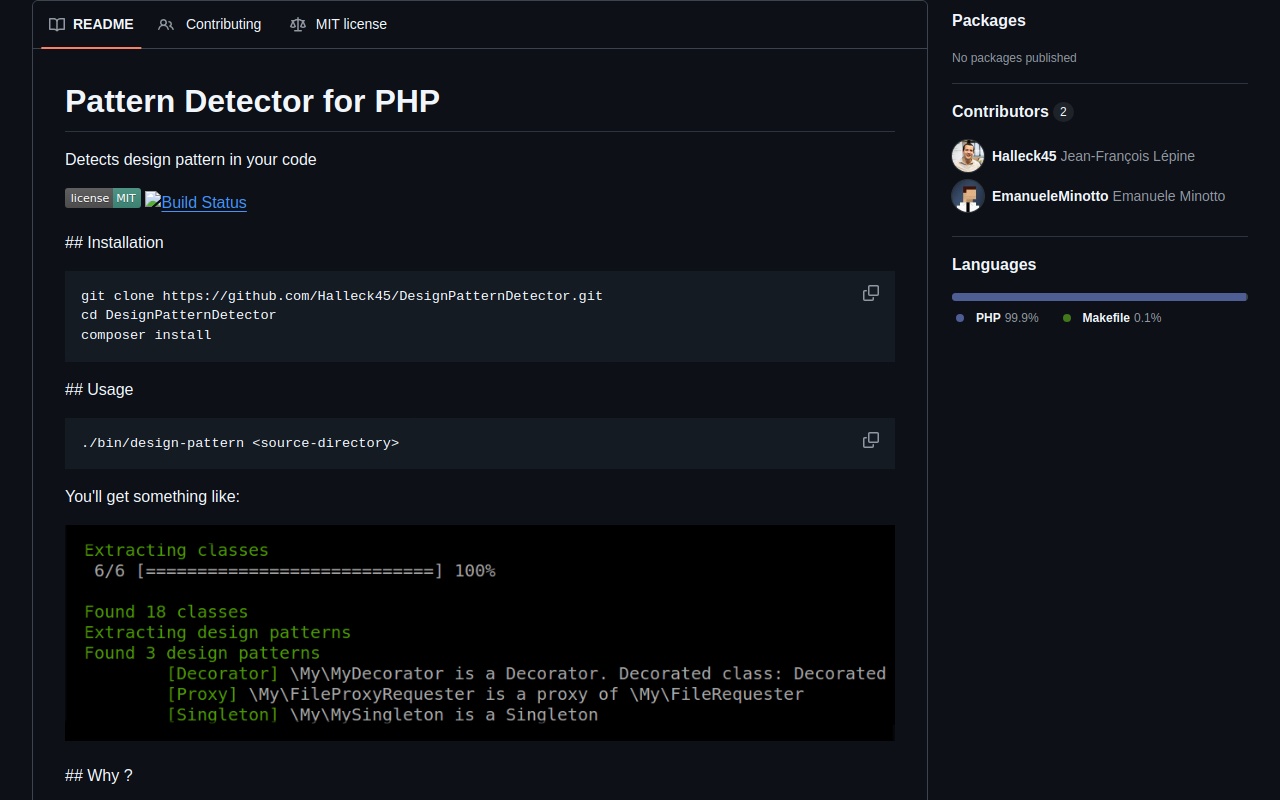 README
Contributing
MIT license
Pattern Detector for PHP
Detects design pattern in your code
license MIT Build Status
## Installation
git clone https://github.com/Halleck45/DesignPatternDetector.git
cd DesignPatternDetector
composer install
## Usage
./bin/design-pattern <source-directory>
You'll get something like:
Extracting classes
6/6 [============================] 100%
Found 18 classes
Extracting design patterns
Found 3 design patterns
[Decorator] \My\MyDecorator is a Decorator. Decorated class: Decorated
[Proxy] \My\FileProxyRequester is a proxy of \My\FileRequester
[Singleton] \My\MySingleton is a Singleton
## Why ?
Packages
No packages published
Contributors 2
Halleck45 Jean-François Lépine
EmanueleMinotto Emanuele Minotto
Languages
PHP 99.9% Makefile 0.1%